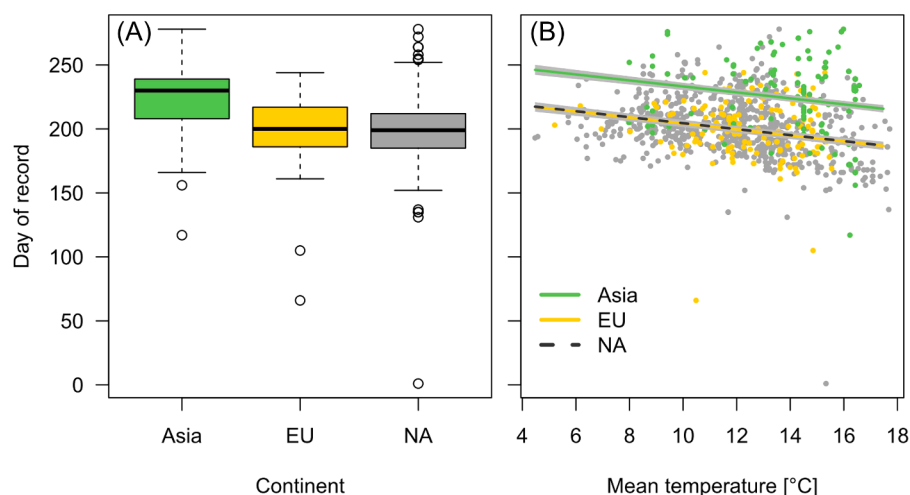 (A)
Day of record
250
200
150
100
50
0
Asia EU NA
Continent
(B)
Asia
EU
NA
4 6 8 10 12 14 16 18
Mean temperature [°C]